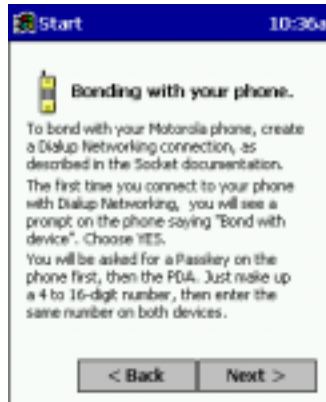 Start 10:36a
Bonding with your phone.
To bond with your Motorola phone, create
a Dialup Networking connection, as
described in the Socket documentation.
The first time you connect to your phone
with Dialup Networking, you will see a
prompt on the phone saying "Bond with
device". Choose YES.
You will be asked for a Passkey on the
phone first, then the PDA. Just make up
a 4 to 16-digit number, then enter the
same number on both devices.
< Back Next >